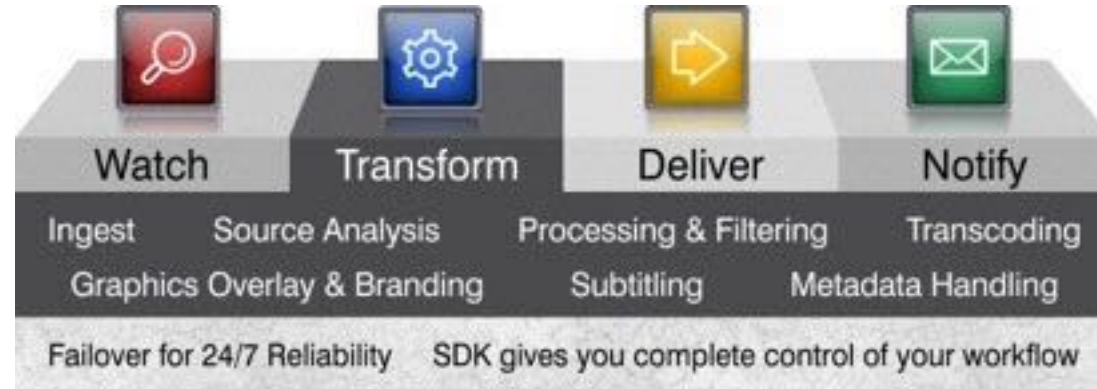 Watch Transform Deliver Notify
Ingest Source Analysis Processing & Filtering Transcoding
Graphics Overlay & Branding Subtitling Metadata Handling
Failover for 24/7 Reliability SDK gives you complete control of your workflow